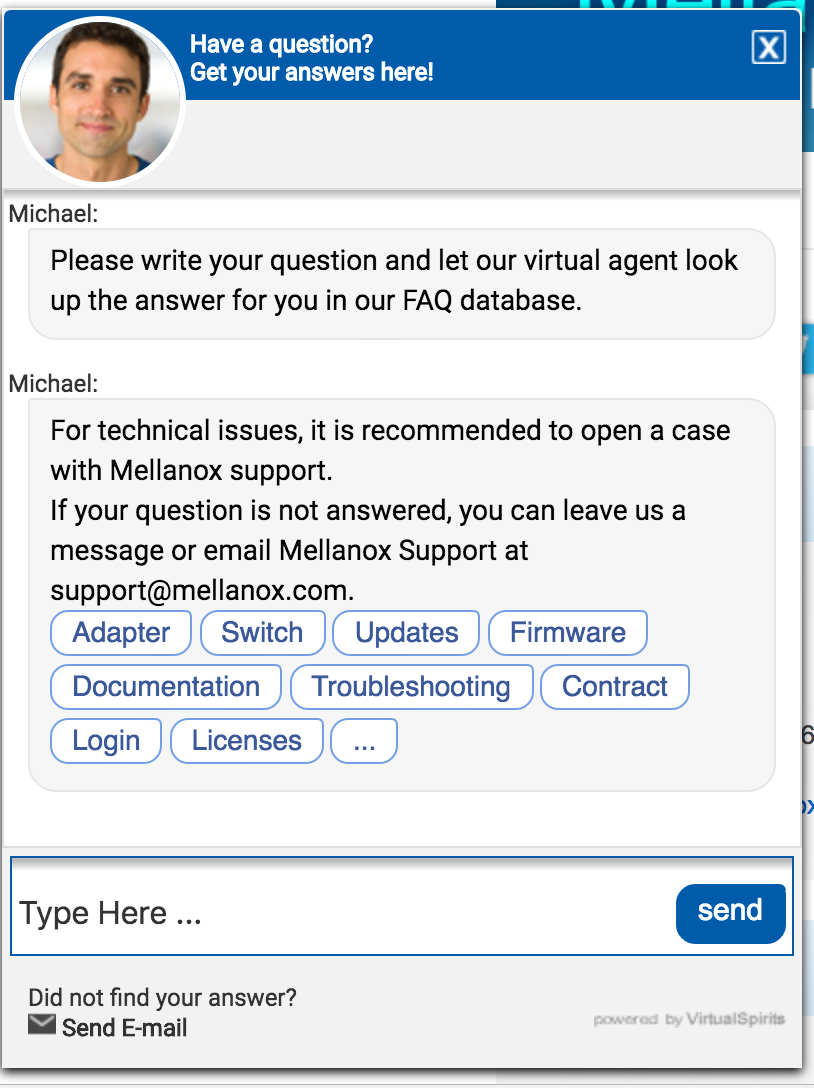 Have a question?
X
Get your answers here!
Michael:
Please write your question and let our virtual agent look
up the answer for you in our FAQ database.
Michael:
For technical issues, it is recommended to open a case
with Mellanox support.
If your question is not answered, you can leave us a
message or email Mellanox Support at
support@mellanox.com.
Adapter Switch Updates Firmware
Documentation Troubleshooting Contract
Login Licenses ...
Type Here ...
send
Did not find your answer?
Send E-mail
powered by VirtualSpirits